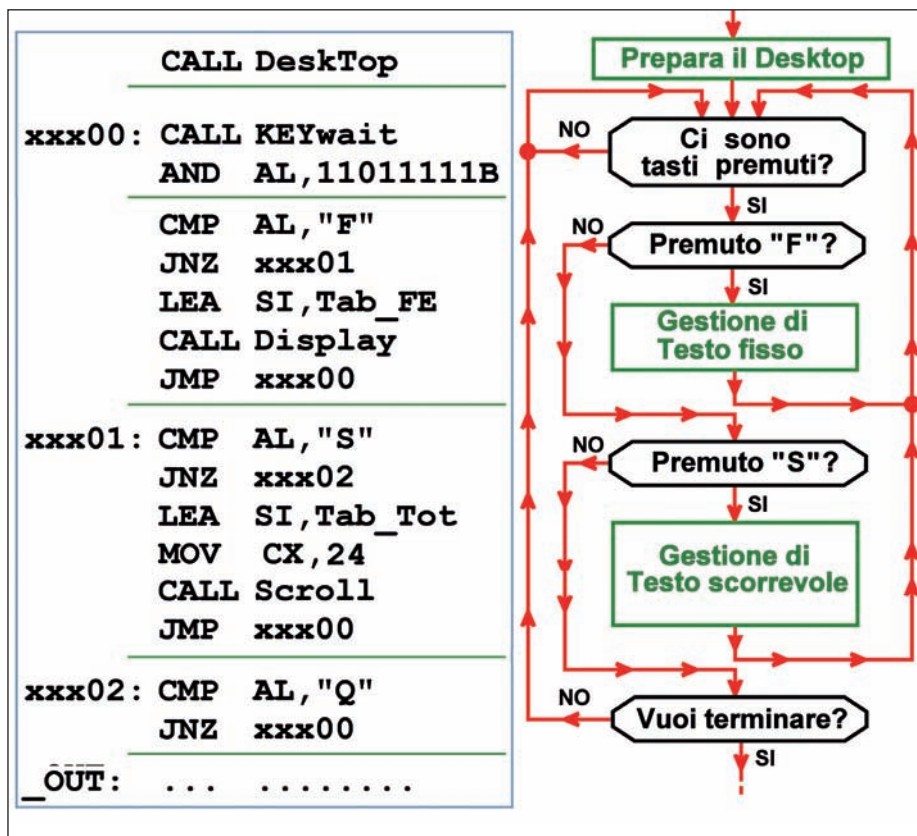 CALL DeskTop
xxx00: CALL KEYwait
AND AL,11011111B
CMP AL,"F"
JNZ xxx01
LEA SI,Tab_FE
CALL Display
JMP xxx00
xxx01: CMP AL,"S"
JNZ xxx02
LEA SI,Tab_Tot
MOV CX,24
CALL Scroll
JMP xxx00
xxx02: CMP AL,"Q"
JNZ xxx00
_OUT: ... ........
Prepara il Desktop
NO
Ci sono
tasti premuti?
SI
NO
Premuto "F"?
SI
Gestione di
Testo fisso
NO
Premuto "S"?
SI
Gestione di
Testo scorrevole
NO
Vuoi terminare?
SI